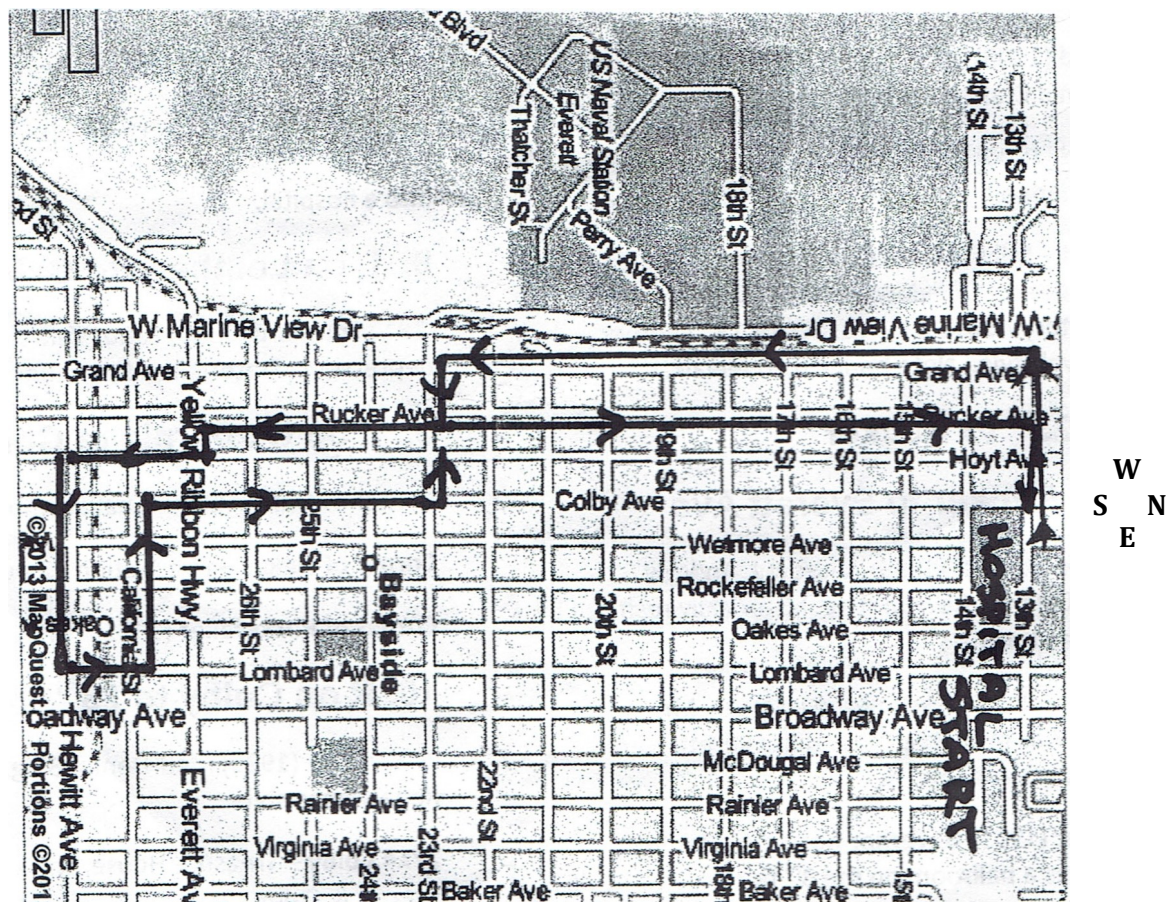 Blvd
US Naval Station
Everett
Thatcher St
18th St
Perry Ave
14th St
13th St
W Marine View Dr
W Marine View Dr
Grand Ave
Grand Ave
Yellow Ribbon Hwy
Rucker Ave
Rucker Ave
17th St
16th St
15th St
19th St
Hoyt Ave
Colby Ave
W
S N
E
25th St
Wetmore Ave
HOSPITAL
START
Rockefeller Ave
Bayside
26th St
20th St
13th St
14th St
Oakes Ave
Lombard Ave
Lombard Ave
oadway Ave
Broadway Ave
McDougal Ave
Hewitt Ave
Everett Av
Rainier Ave
22nd St
Rainier Ave
Virginia Ave
23rd St
Virginia Ave
24th
Baker Ave
18th
Baker Ave
15th
©2013 MapQuest Portions ©201